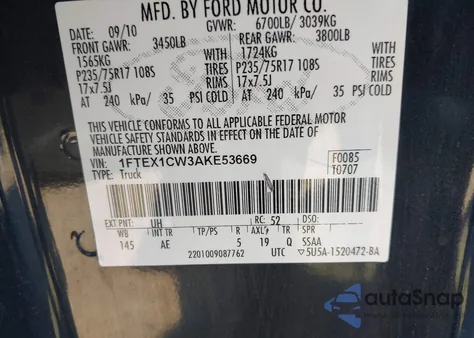 MFD. BY FORD MOTOR CO.
DATE: 09/10 GVWR: 6700LB/ 3039KG
FRONT GAWR: 3450LB REAR GAWR: 3800LB
1565KG 1724KG
P235/75R17 108S TIRES P235/75R17 108S TIRES
17x7.5J RIMS 17x7.5J RIMS
AT 240 kPa/ 35 PSI COLD AT 240 kPa/ 35 PSI COLD
THIS VEHICLE CONFORMS TO ALL APPLICABLE FEDERAL MOTOR
VEHICLE SAFETY STANDARDS IN EFFECT ON THE DATE OF
MANUFACTURE SHOWN ABOVE.
VIN: 1FTEX1CW3AKE53669 F0085
TYPE: Truck T0707
EXT PNT: UH RC: 52 DSO:
WB INT TR TP/PS R AXLE TR SPR
145 AE 5 19 Q SSAA
2201009087762 UTC ▽5U5A-1520472-BA
autoSnap